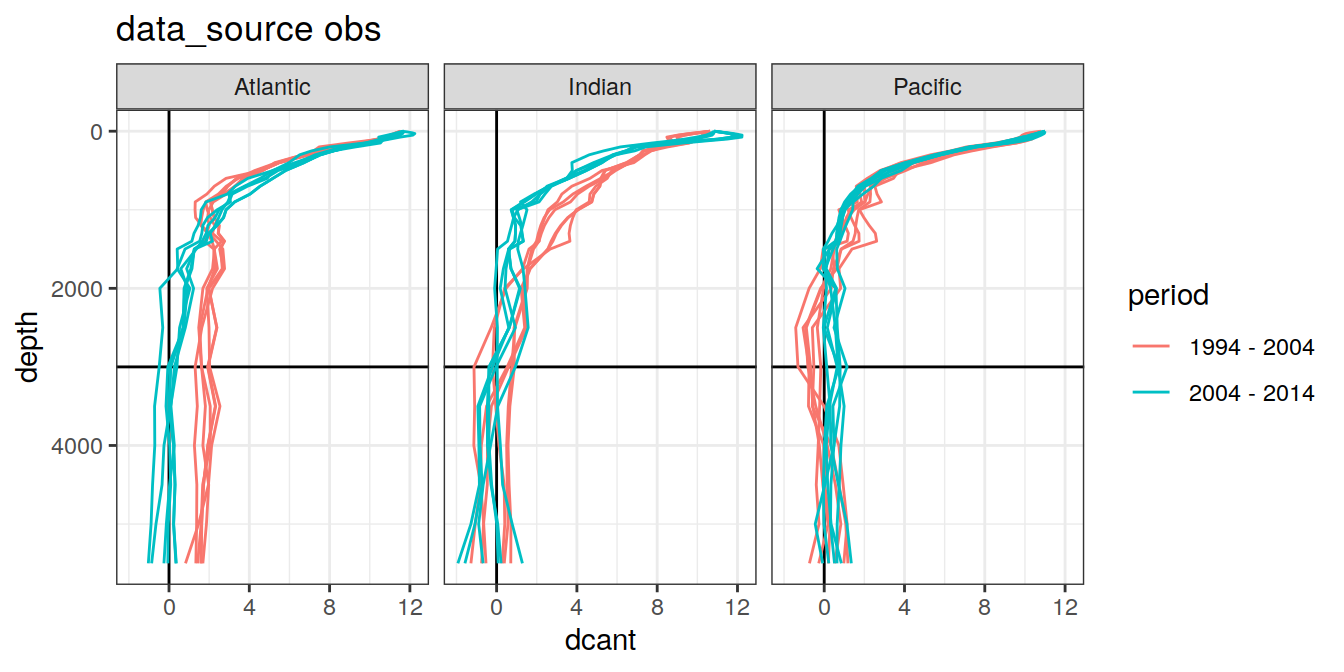 data_source obs
Atlantic Indian Pacific
0
2000
4000
depth
0 4 8 12 0 4 8 12 0 4 8 12
dcant
period
1994 - 2004
2004 - 2014